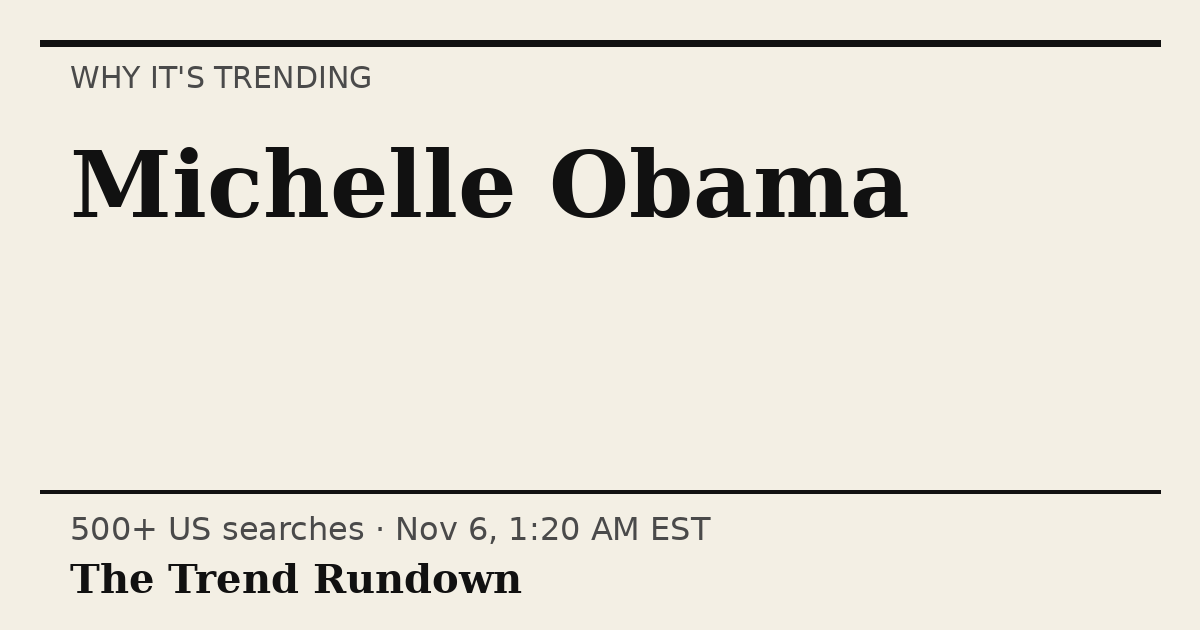 WHY IT'S TRENDING
Michelle Obama
500+ US searches · Nov 6, 1:20 AM EST
The Trend Rundown